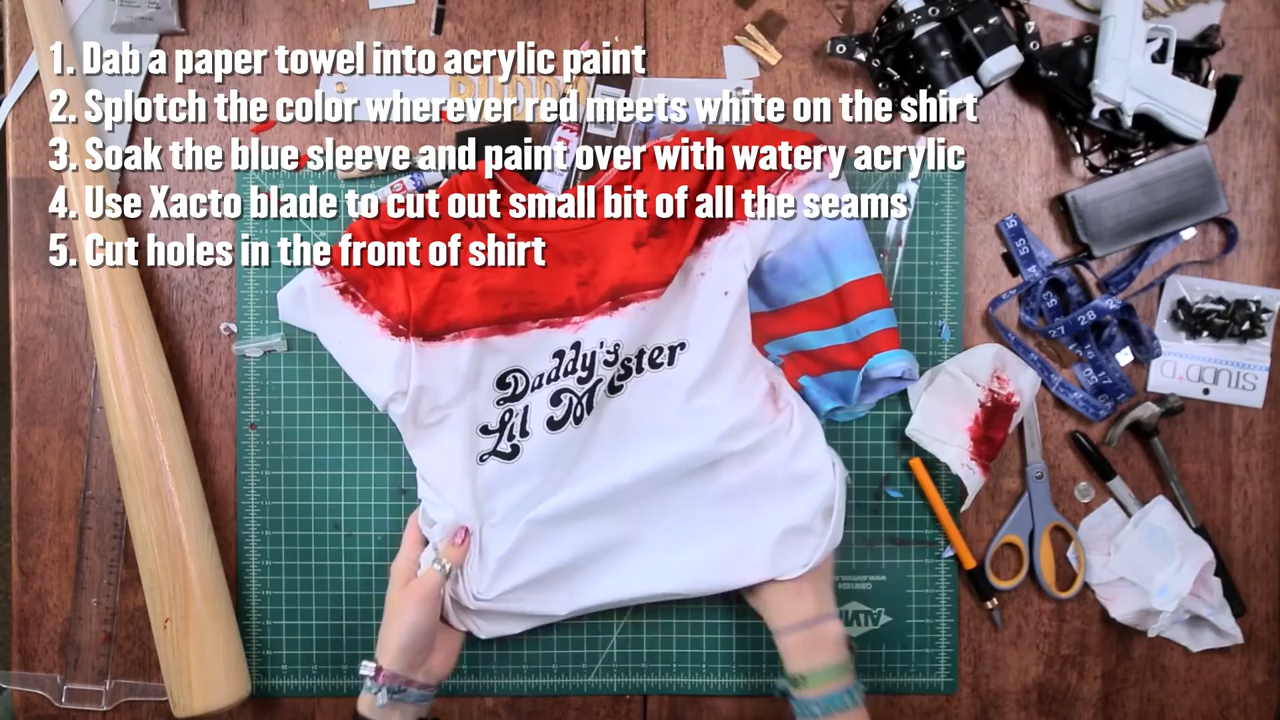 1. Dab a paper towel into acrylic paint
2. Splotch the color wherever red meets white on the shirt
3. Soak the blue sleeve and paint over with watery acrylic
4. Use Xacto blade to cut out small bit of all the seams
5. Cut holes in the front of shirt
Daddy's
Lil M ster
STUDD'D
ALVIN